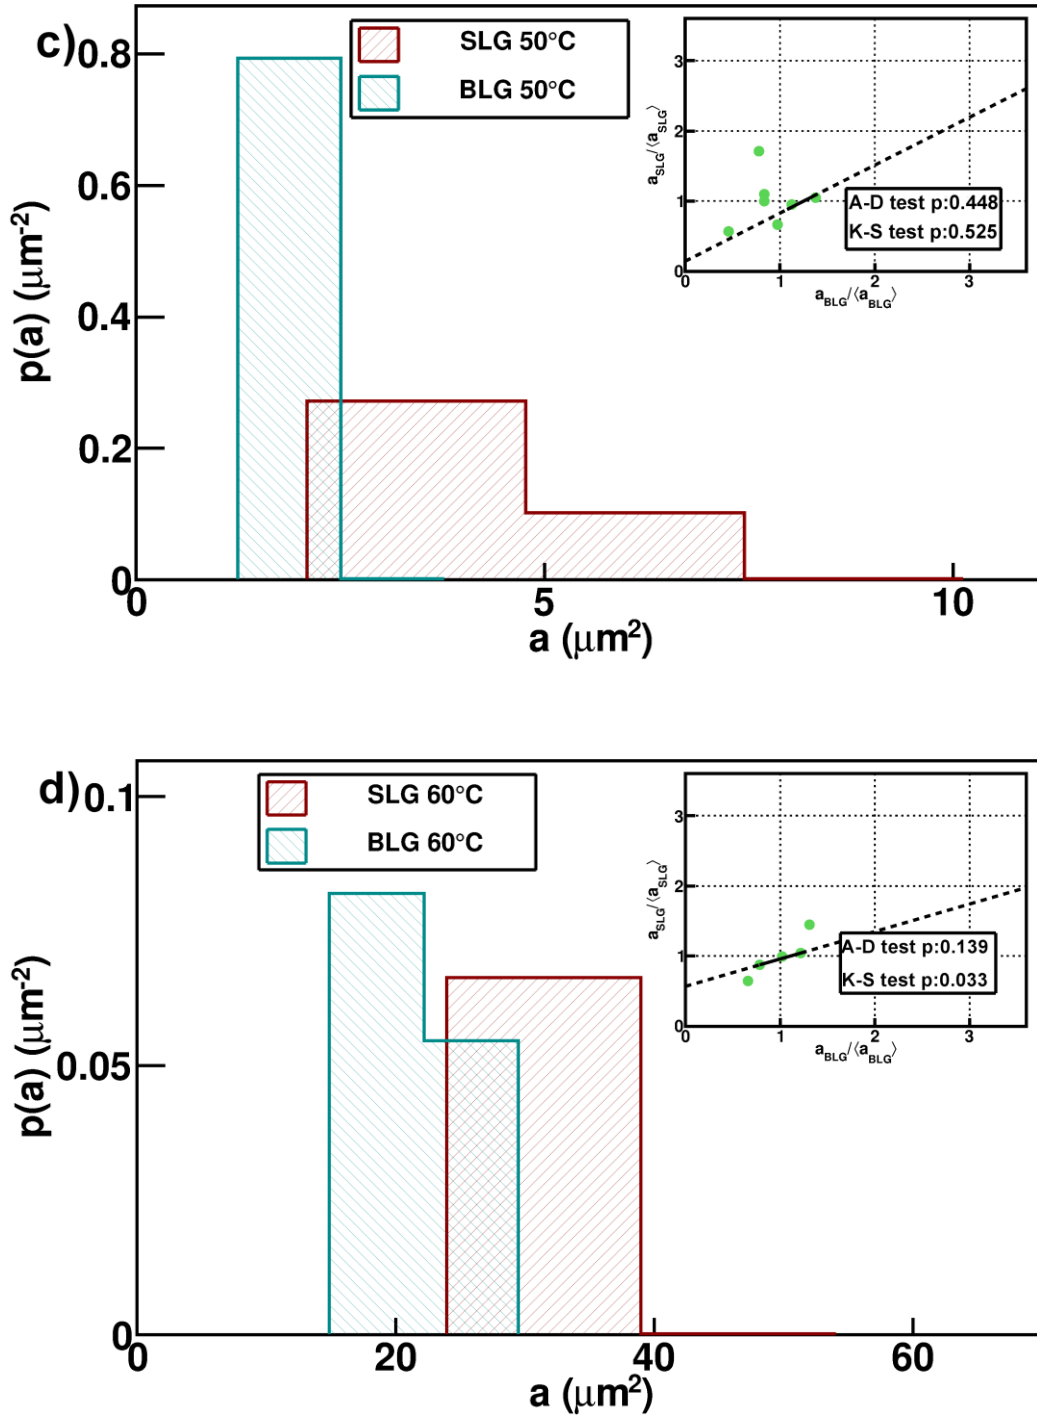 c)
SLG 50°C
BLG 50°C
0.8
0.6
0.4
0.2
0
p(a) (μm⁻²)
0 5 10
a (μm²)
3
2
1
0
a_SLG/⟨a_SLG⟩
A-D test p:0.448
K-S test p:0.525
0 1 2 3
a_BLG/⟨a_BLG⟩
d)
SLG 60°C
BLG 60°C
0.1
0.05
0
p(a) (μm⁻²)
0 20 40 60
a (μm²)
3
2
1
0
a_SLG/⟨a_SLG⟩
A-D test p:0.139
K-S test p:0.033
0 1 2 3
a_BLG/⟨a_BLG⟩